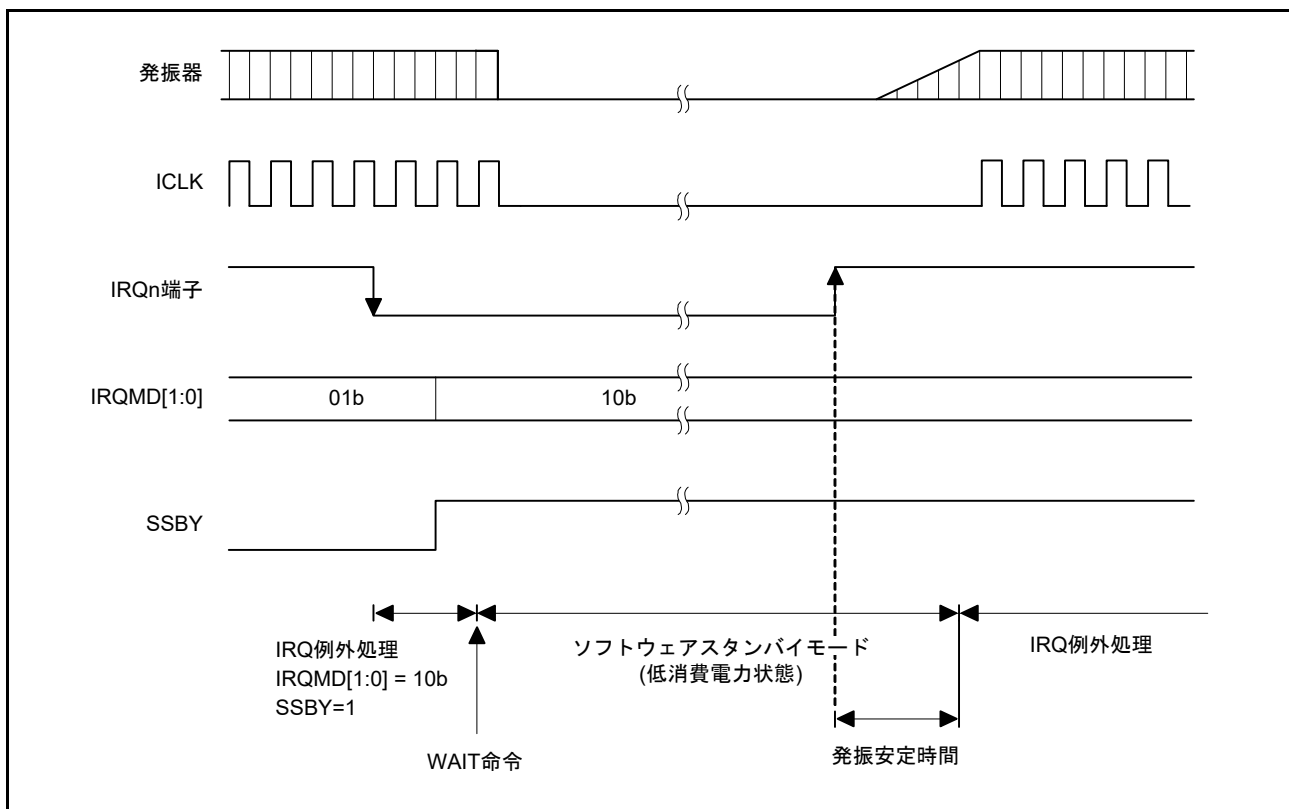 発振器
ICLK
IRQn端子
IRQMD[1:0]
01b
10b
SSBY
IRQ例外処理
IRQMD[1:0] = 10b
SSBY=1
WAIT命令
ソフトウェアスタンバイモード
(低消費電力状態)
発振安定時間
IRQ例外処理